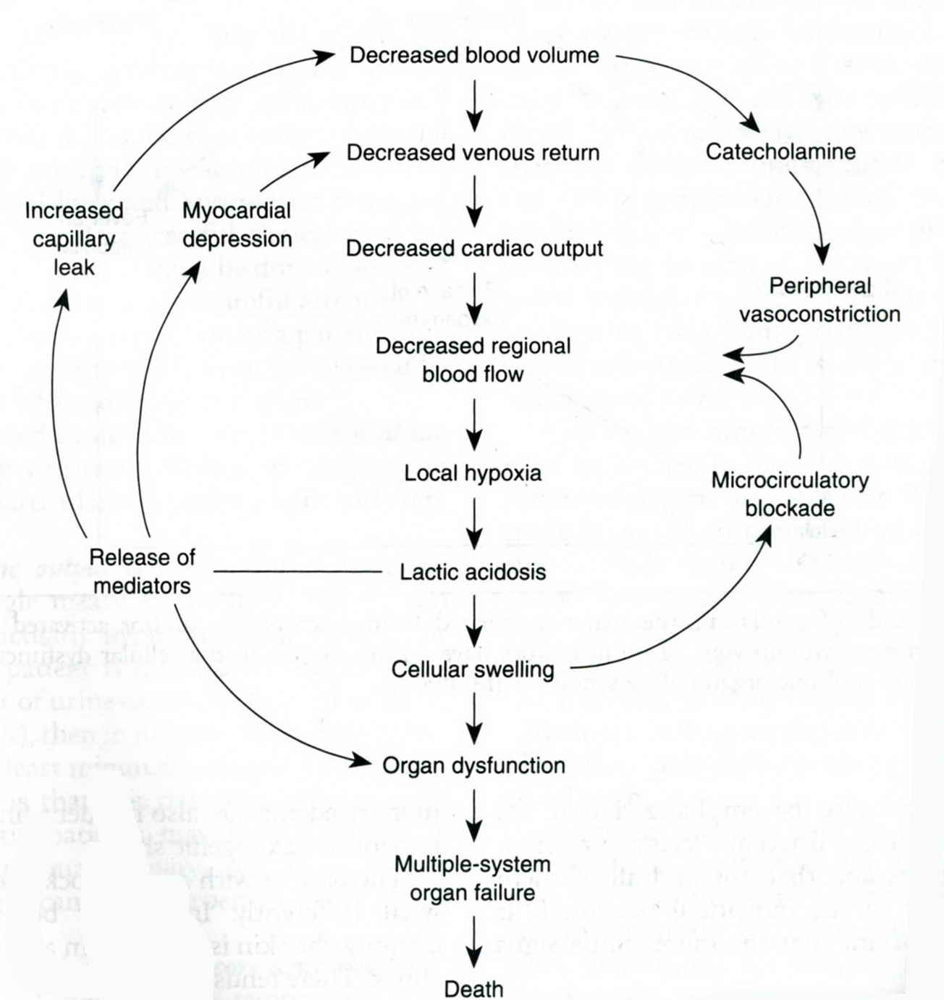 Decreased blood volume
Decreased venous return
Catecholamine
Increased
capillary
leak
Myocardial
depression
Decreased cardiac output
Peripheral
vasoconstriction
Decreased regional
blood flow
Local hypoxia
Microcirculatory
blockade
Release of
mediators
Lactic acidosis
Cellular swelling
Organ dysfunction
Multiple-system
organ failure
Death